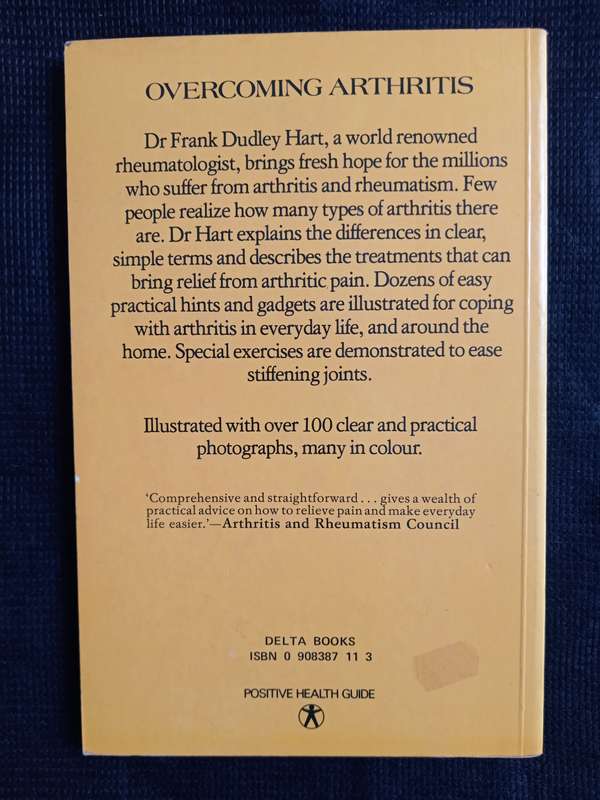 OVERCOMING ARTHRITIS
Dr Frank Dudley Hart, a world renowned
rheumatologist, brings fresh hope for the millions
who suffer from arthritis and rheumatism. Few
people realize how many types of arthritis there
are. Dr Hart explains the differences in clear,
simple terms and describes the treatments that can
bring relief from arthritic pain. Dozens of easy
practical hints and gadgets are illustrated for coping
with arthritis in everyday life, and around the
home. Special exercises are demonstrated to ease
stiffening joints.
Illustrated with over 100 clear and practical
photographs, many in colour.
‘Comprehensive and straightforward . . . gives a wealth of
practical advice on how to relieve pain and make everyday
life easier.’—Arthritis and Rheumatism Council
DELTA BOOKS
ISBN 0 908387 11 3
POSITIVE HEALTH GUIDE